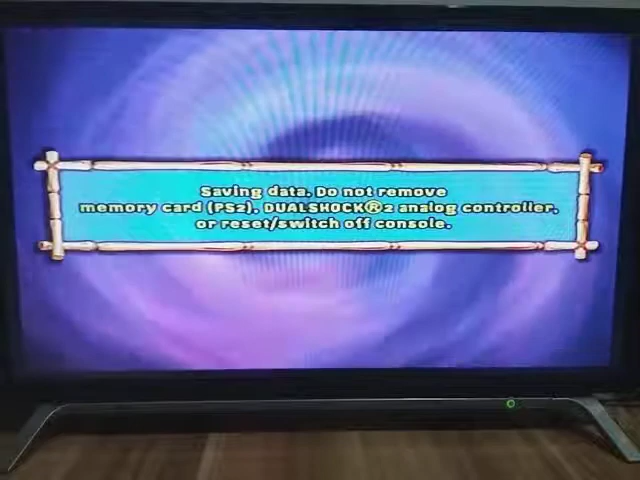 Saving data. Do not remove
memory card (PS2), DUALSHOCK®2 analog controller,
or reset/switch off console.